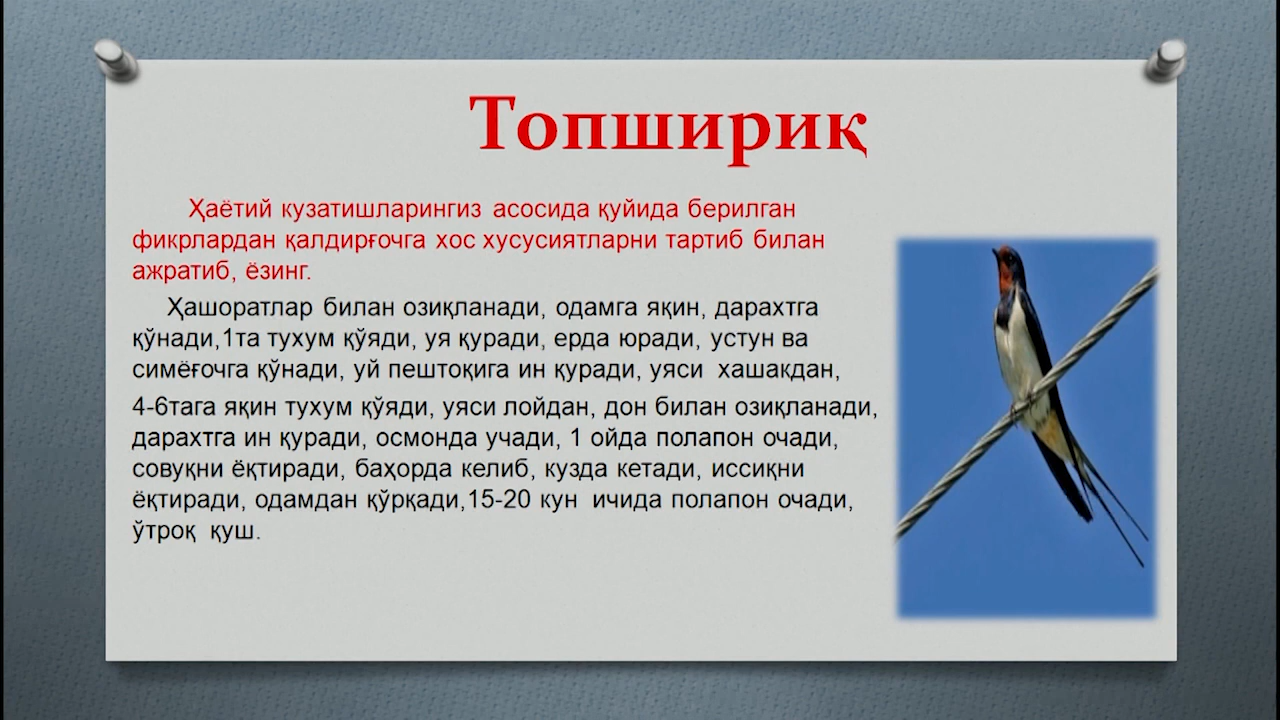 Топшириқ
Ҳаётий кузатишларингиз асосида қуйида берилган
фикрлардан қалдирғочга хос хусусиятларни тартиб билан
ажратиб, ёзинг.
Ҳашоратлар билан озиқланади, одамга яқин, дарахтга
қўнади,1та тухум қўяди, уя қуради, ерда юради, устун ва
симёғочга қўнади, уй пештоқига ин қуради, уяси хашакдан,
4-6тага яқин тухум қўяди, уяси лойдан, дон билан озиқланади,
дарахтга ин қуради, осмонда учади, 1 ойда полапон очади,
совуқни ёқтиради, баҳорда келиб, кузда кетади, иссиқни
ёқтиради, одамдан қўрқади,15-20 кун ичида полапон очади,
ўтроқ қуш.